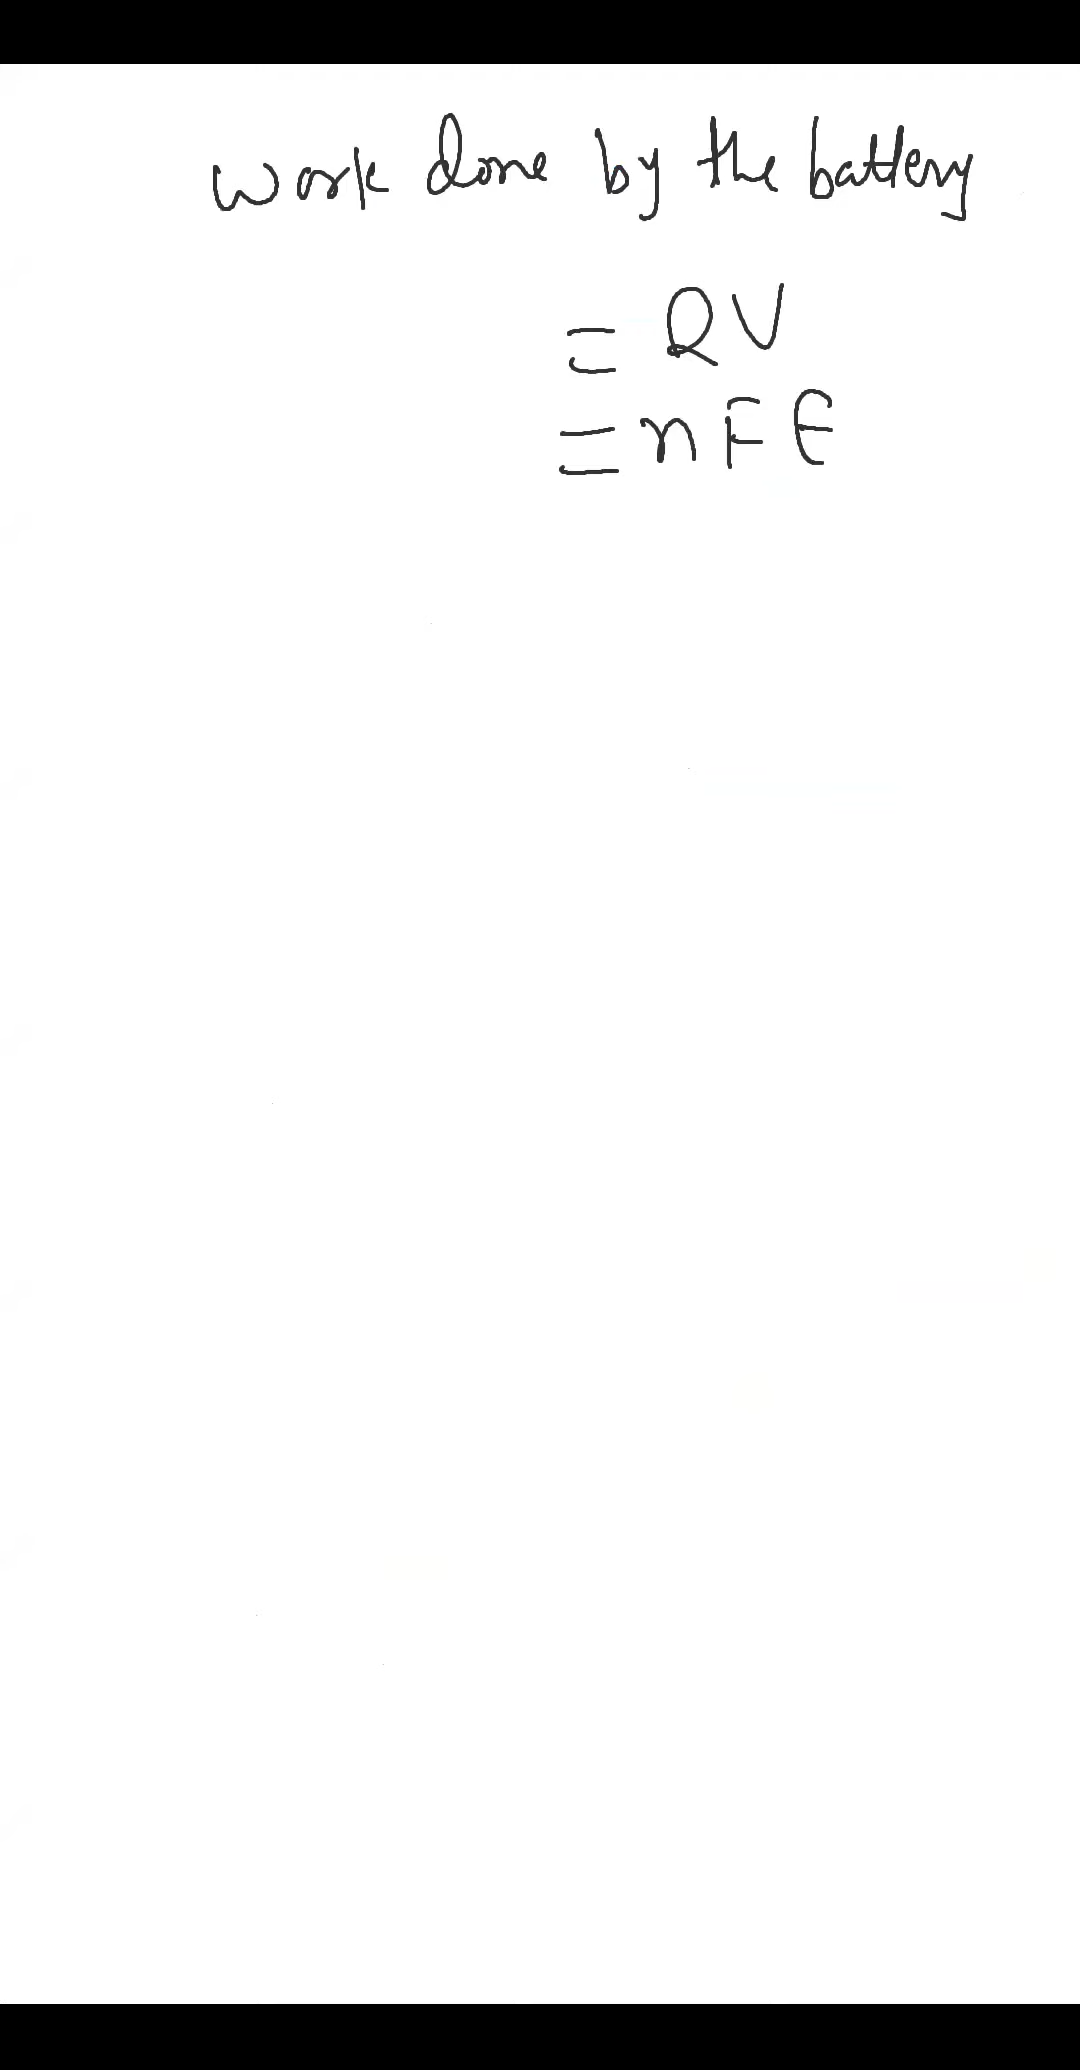 work done by the battery
= QV
= nFE